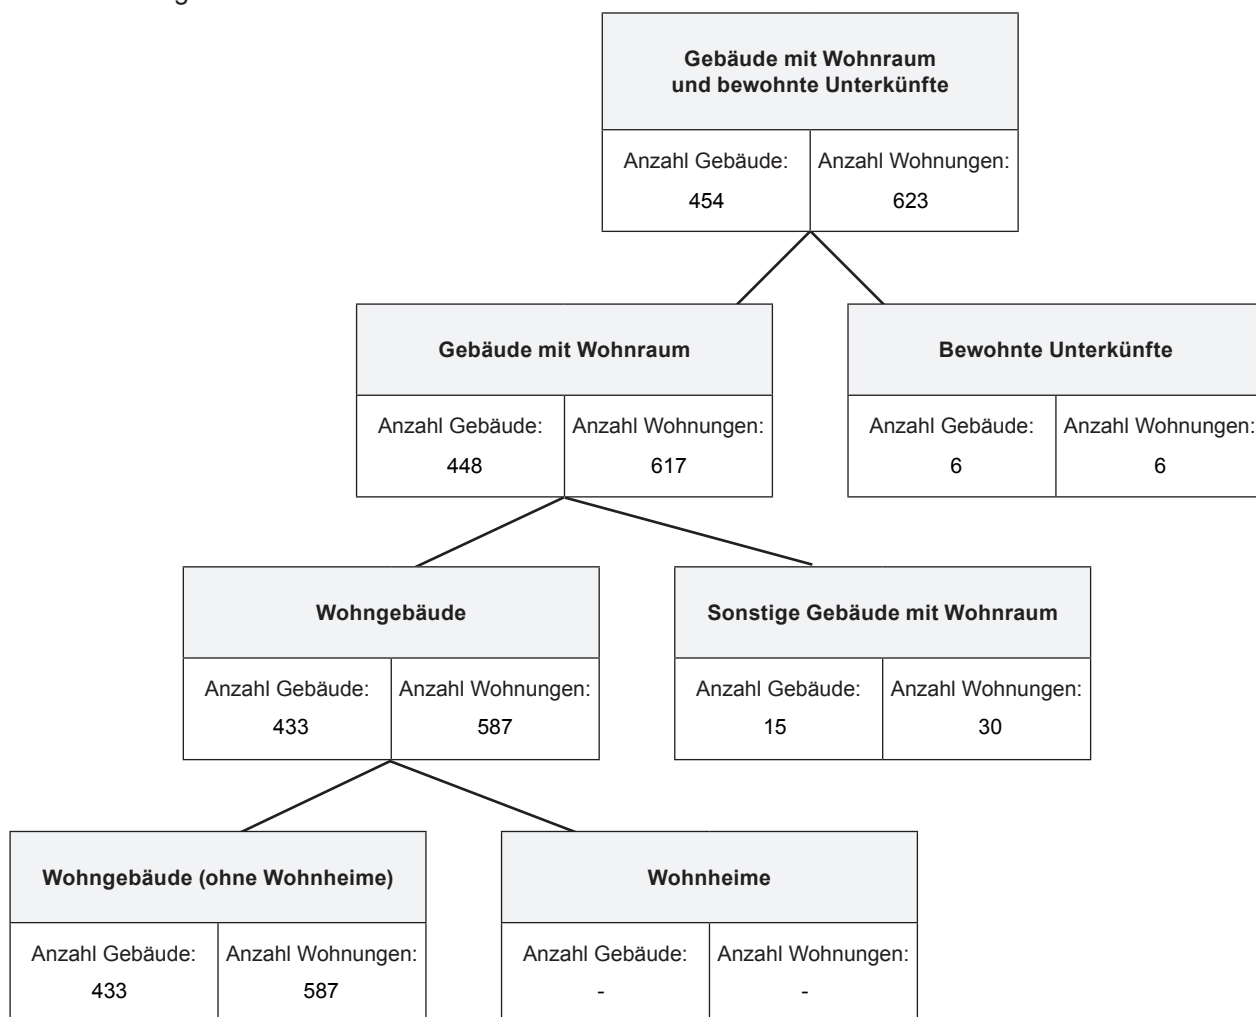 Gebäude mit Wohnraum
und bewohnte Unterkünfte
Anzahl Gebäude: Anzahl Wohnungen:
454 623
Gebäude mit Wohnraum
Anzahl Gebäude: Anzahl Wohnungen:
448 617
Bewohnte Unterkünfte
Anzahl Gebäude: Anzahl Wohnungen:
6 6
Wohngebäude
Anzahl Gebäude: Anzahl Wohnungen:
433 587
Sonstige Gebäude mit Wohnraum
Anzahl Gebäude: Anzahl Wohnungen:
15 30
Wohngebäude (ohne Wohnheime)
Anzahl Gebäude: Anzahl Wohnungen:
433 587
Wohnheime
Anzahl Gebäude: Anzahl Wohnungen:
- -